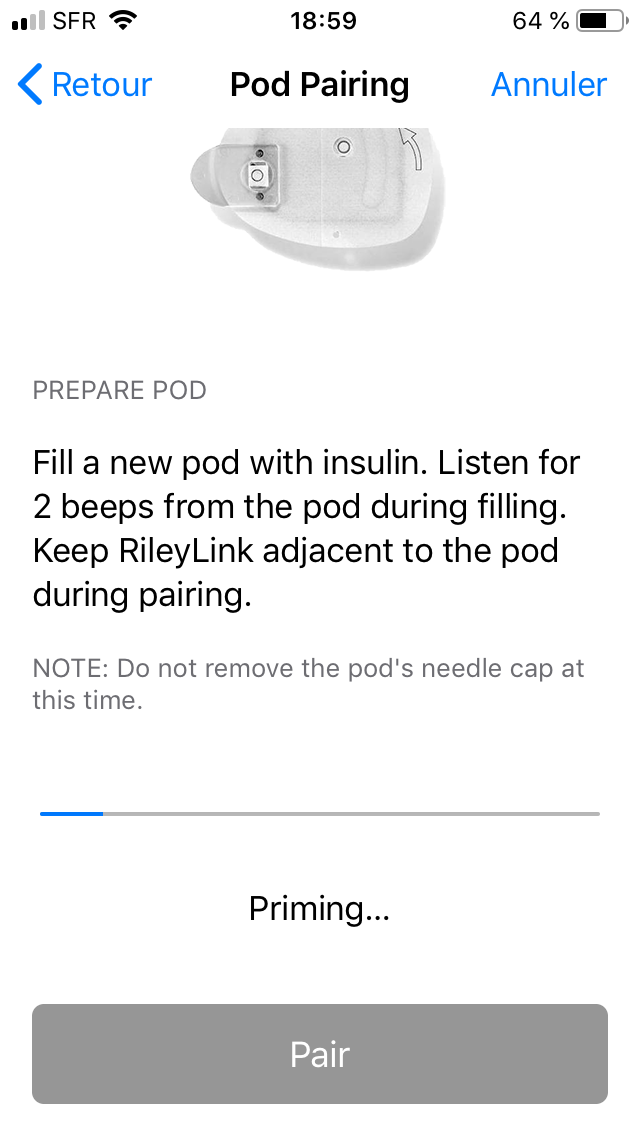 SFR 18:59 64 %
Retour Pod Pairing Annuler
PREPARE POD
Fill a new pod with insulin. Listen for
2 beeps from the pod during filling.
Keep RileyLink adjacent to the pod
during pairing.
NOTE: Do not remove the pod's needle cap at
this time.
Priming...
Pair